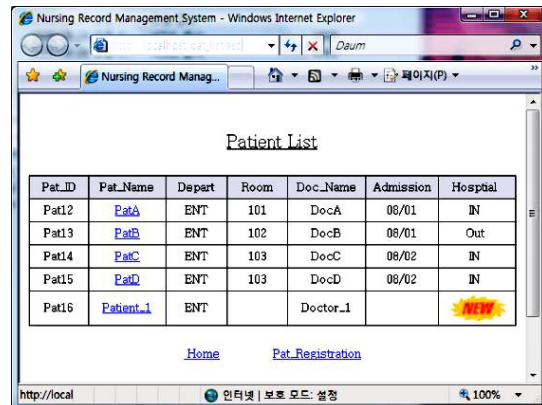 Nursing Record Management System - Windows Internet Explorer
Daum
Nursing Record Manag...
페이지(P)
Patient List
Pat_ID Pat_Name Depart Room Doc_Name Admission Hosptial
Pat12 PatA ENT 101 DocA 08/01 IN
Pat13 PatB ENT 102 DocB 08/01 Out
Pat14 PatC ENT 103 DocC 08/02 IN
Pat15 PatD ENT 103 DocD 08/02 IN
Pat16 Patient_1 ENT Doctor_1 NEW
Home Pat_Registration
http://local 인터넷 | 보호 모드: 설정 100%